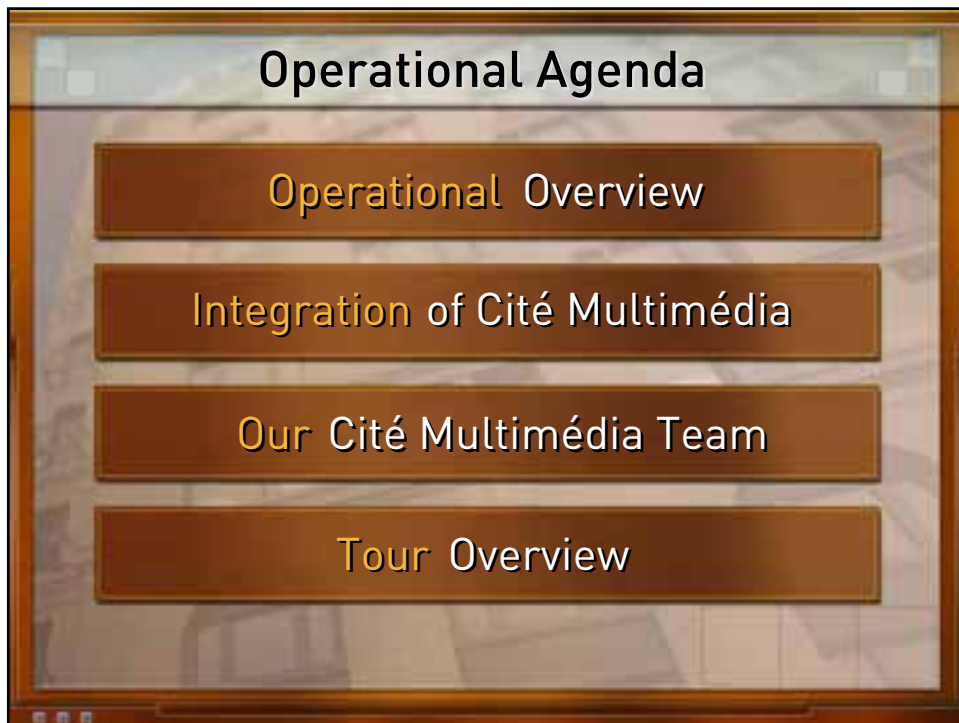 Operational Agenda
Operational Overview
Integration of Cité Multimédia
Our Cité Multimédia Team
Tour Overview